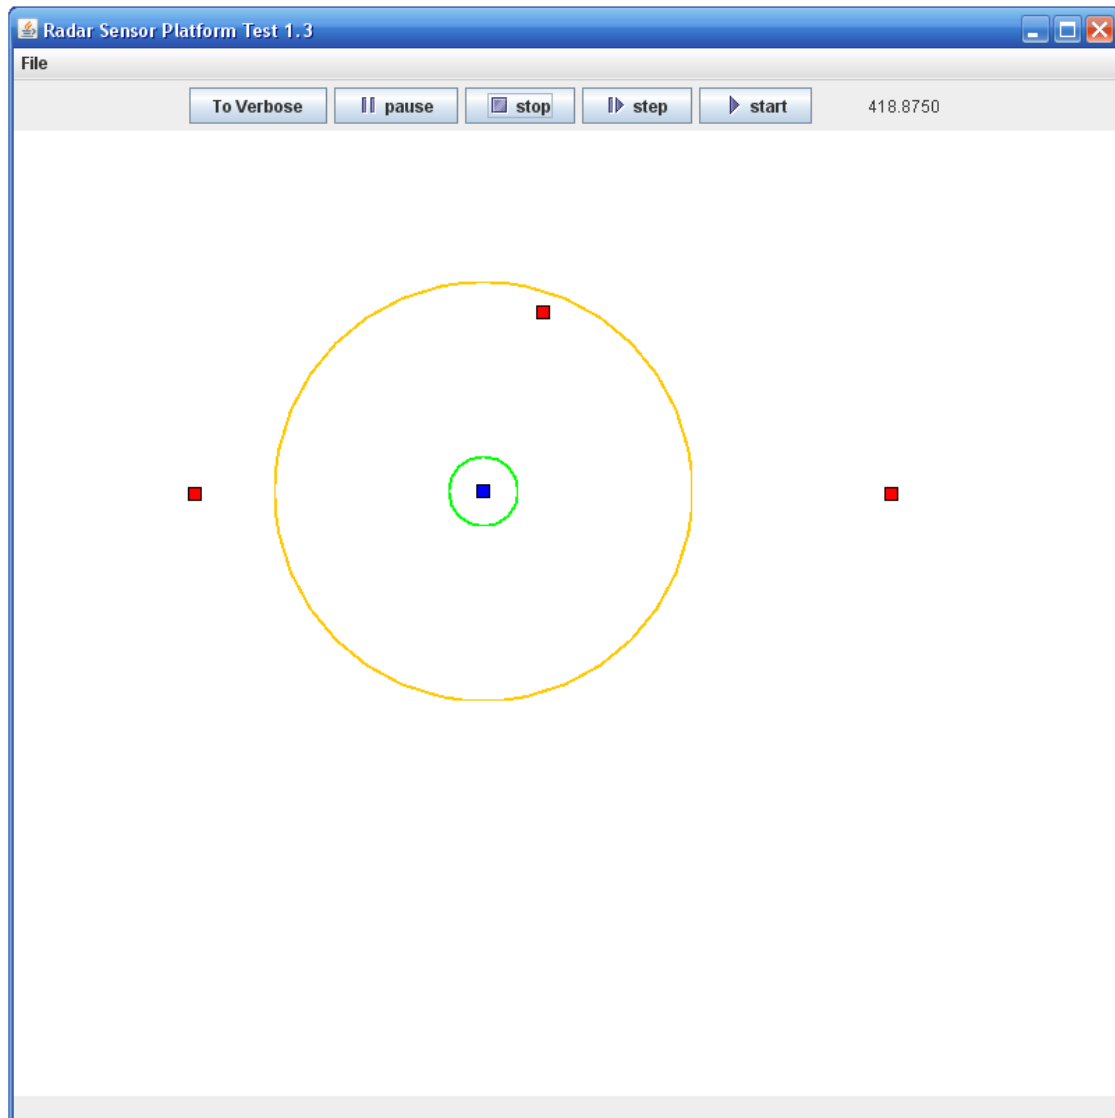 Radar Sensor Platform Test 1.3
File
To Verbose pause stop step start 418.8750